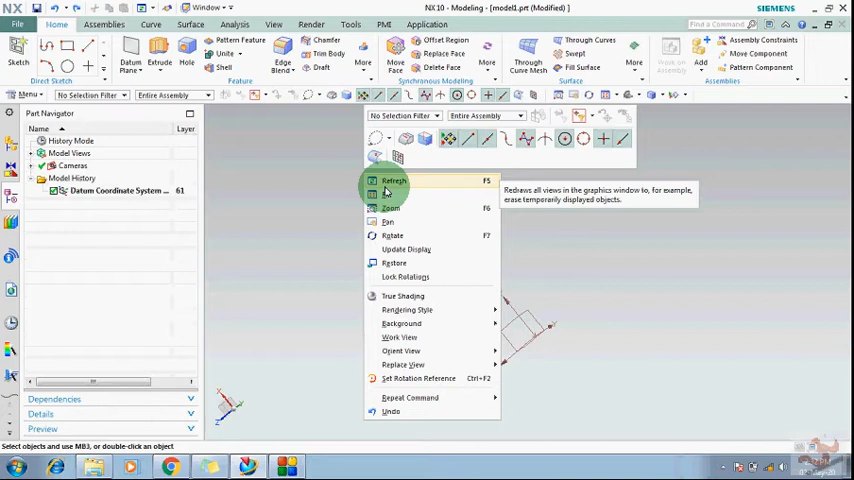 NX
Window
NX 10 - Modeling - [model1.prt (Modified) ]
SIEMENS
File
Home
Assemblies
Curve
Surface
Analysis
View
Render
Tools
PMI
Application
Find a Command
Sketch
Direct Sketch
Datum
Plane
Extrude
Hole
Pattern Feature
Unite
Shell
Edge
Blend
Chamfer
Trim Body
Draft
More
Feature
Move
Face
Offset Region
Replace Face
Delete Face
More
Synchronous Modeling
Through Curve
Mesh
Through Curves
Swept
Fill Surface
More
Surface
Add
Assembly Constraints
Move Component
Pattern Component
Assemblies
Menu
No Selection Filter
Entire Assembly
Part Navigator
Name
Layer
History Mode
Model Views
Cameras
Model History
Datum Coordinate System ...
61
Dependencies
Details
Preview
No Selection Filter
Entire Assembly
Refresh
F5
Zoom
F6
Pan
Rotate
F7
Update Display
Restore
Lock Rotations
True Shading
Rendering Style
Background
Work View
Orient View
Replace View
Set Rotation Reference
Ctrl+F2
Repeat Command
Undo
Redraws all views in the graphics window to, for example,
erase temporarily displayed objects.
X
Y
Z
X
Select objects and use MB3, or double-click an object